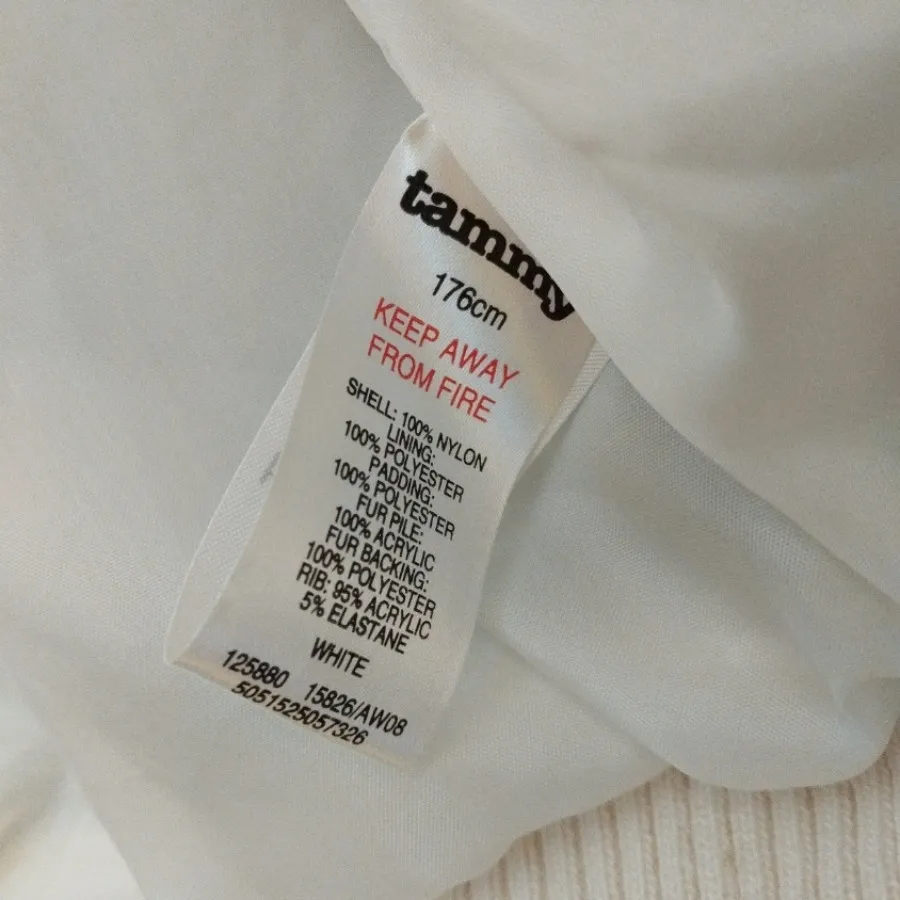 tammy
176cm
KEEP AWAY
FROM FIRE
SHELL: 100% NYLON
LINING:
100% POLYESTER
PADDING:
100% POLYESTER
FUR PILE:
100% ACRYLIC
FUR BACKING:
100% POLYESTER
RIB: 95% ACRYLIC
5% ELASTANE
WHITE
125880 15826/AW08
5051525057326